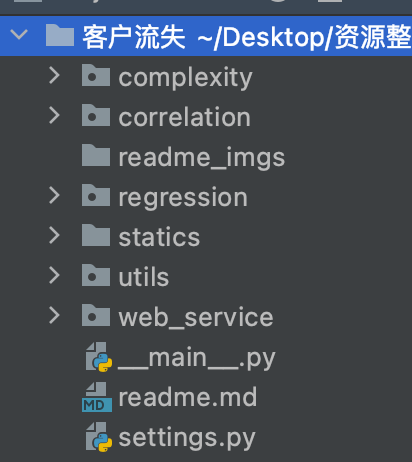 客户流失 ~/Desktop/资源整
complexity
correlation
readme_imgs
regression
statics
utils
web_service
__main__.py
MD readme.md
settings.py